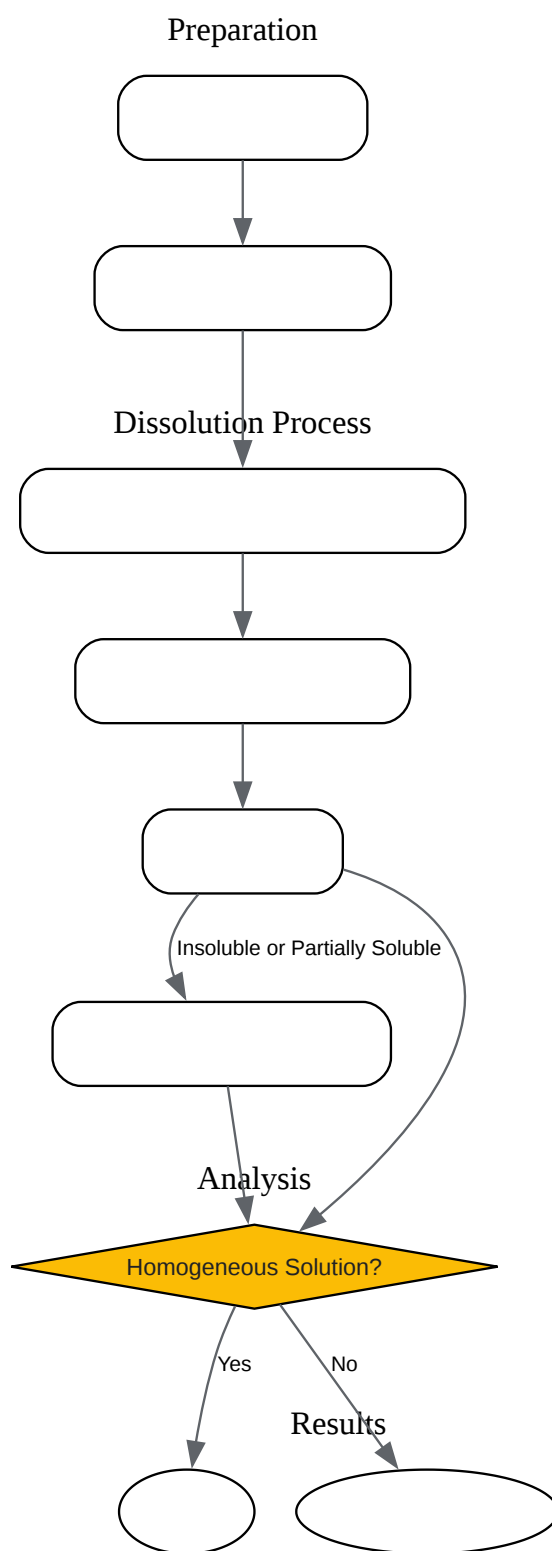 Preparation
Dissolution Process
Insoluble or Partially Soluble
Analysis
Homogeneous Solution?
Yes
No
Results